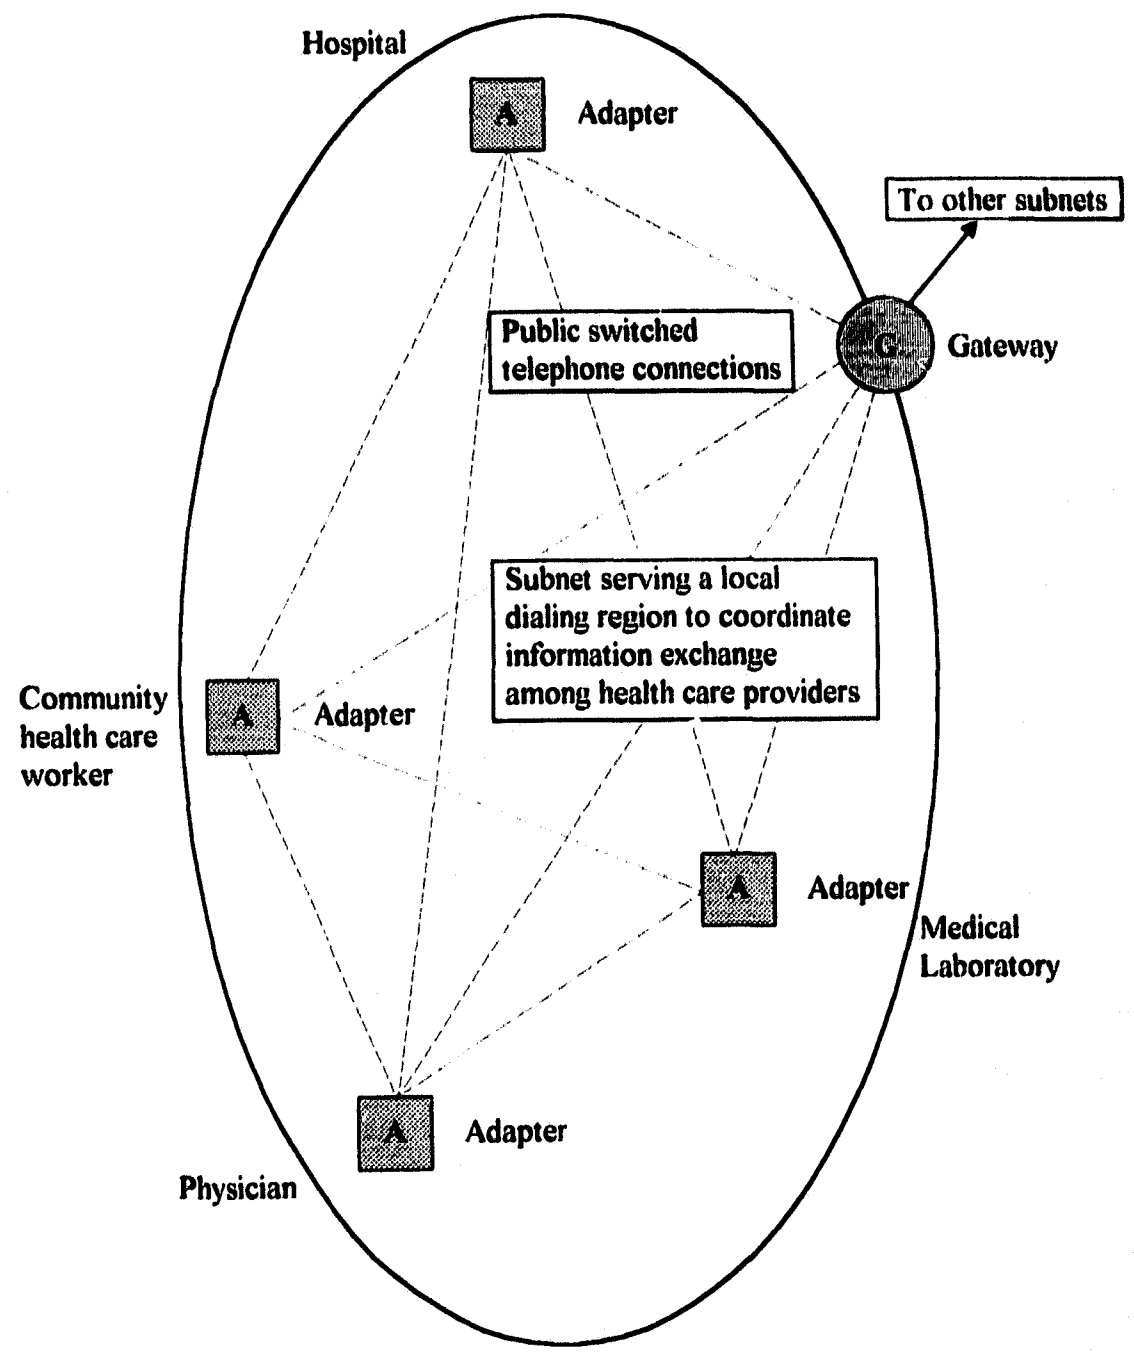 Hospital
A
Adapter
To other subnets
Public switched
telephone connections
G
Gateway
Subnet serving a local
dialing region to coordinate
information exchange
among health care providers
Community
health care
worker
A
Adapter
A
Adapter
Medical
Laboratory
A
Adapter
Physician